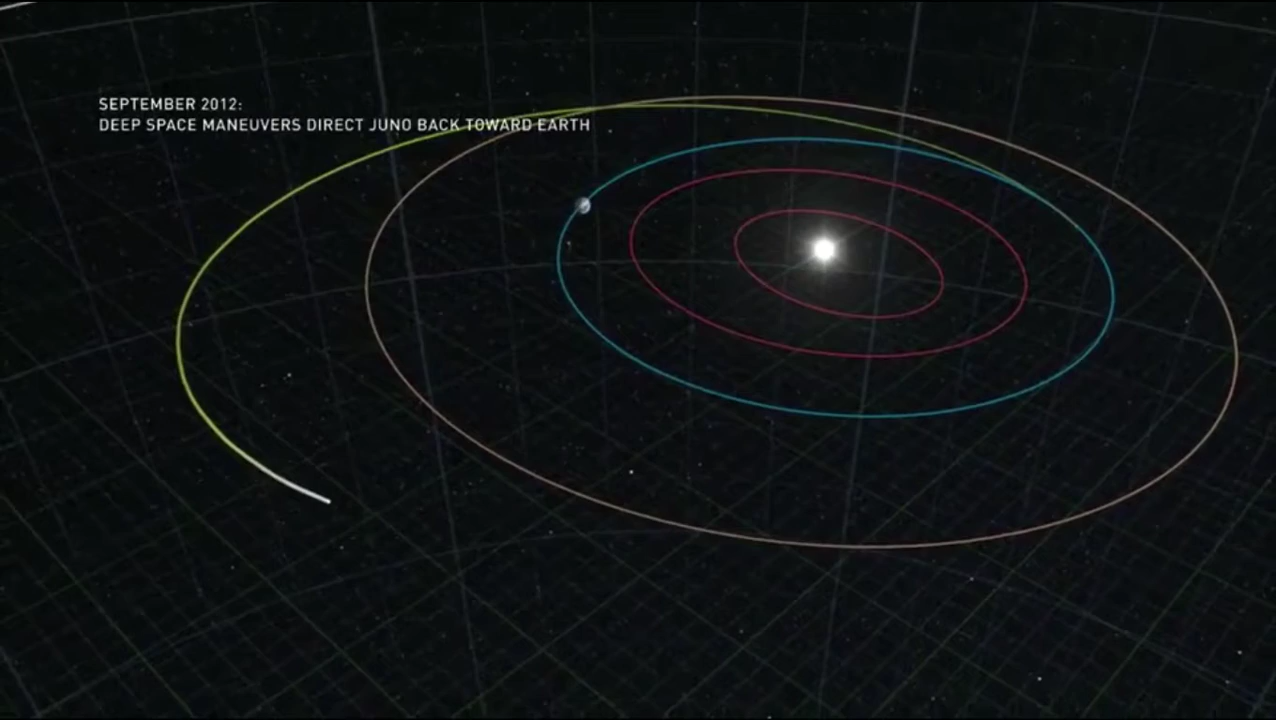 SEPTEMBER 2012:
DEEP SPACE MANEUVERS DIRECT JUNO BACK TOWARD EARTH